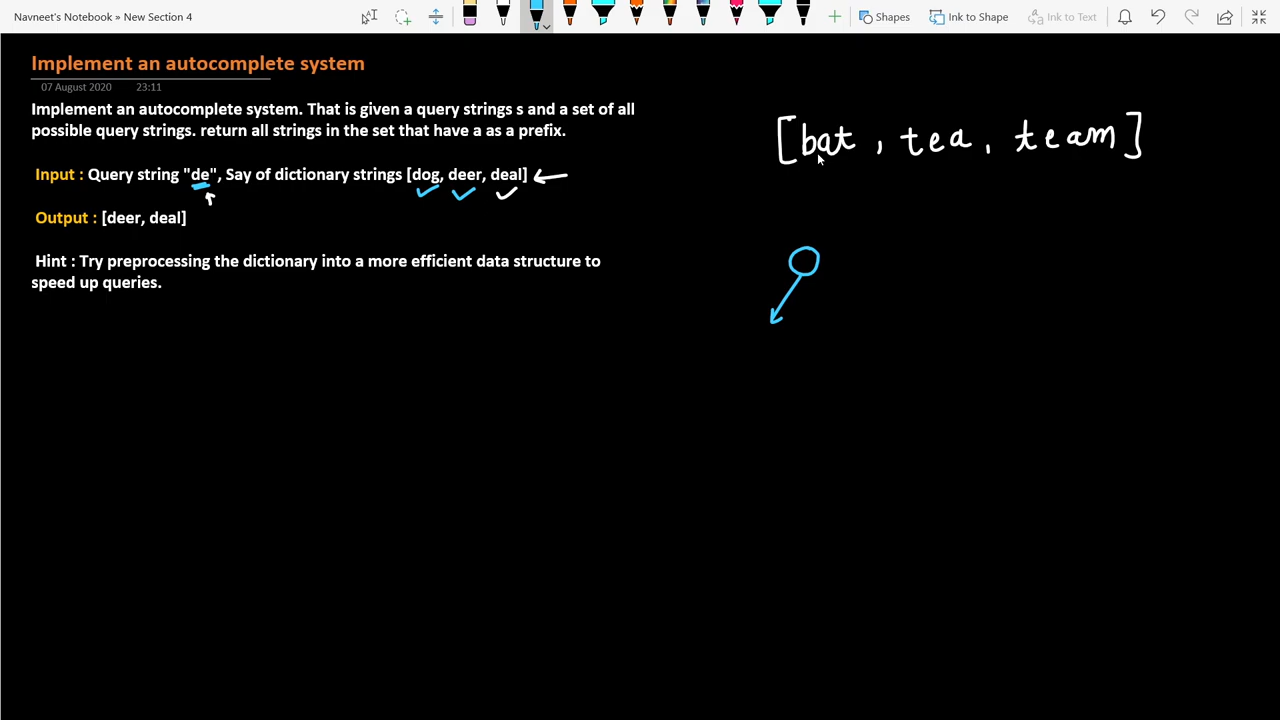 Navneet's Notebook » New Section 4
Shapes
Ink to Shape
Ink to Text
Implement an autocomplete system
07 August 2020 23:11
Implement an autocomplete system. That is given a query strings s and a set of all
possible query strings. return all strings in the set that have a as a prefix.
Input : Query string "de", Say of dictionary strings [dog, deer, deal]
Output : [deer, deal]
Hint : Try preprocessing the dictionary into a more efficient data structure to
speed up queries.
[bat, tea, team]